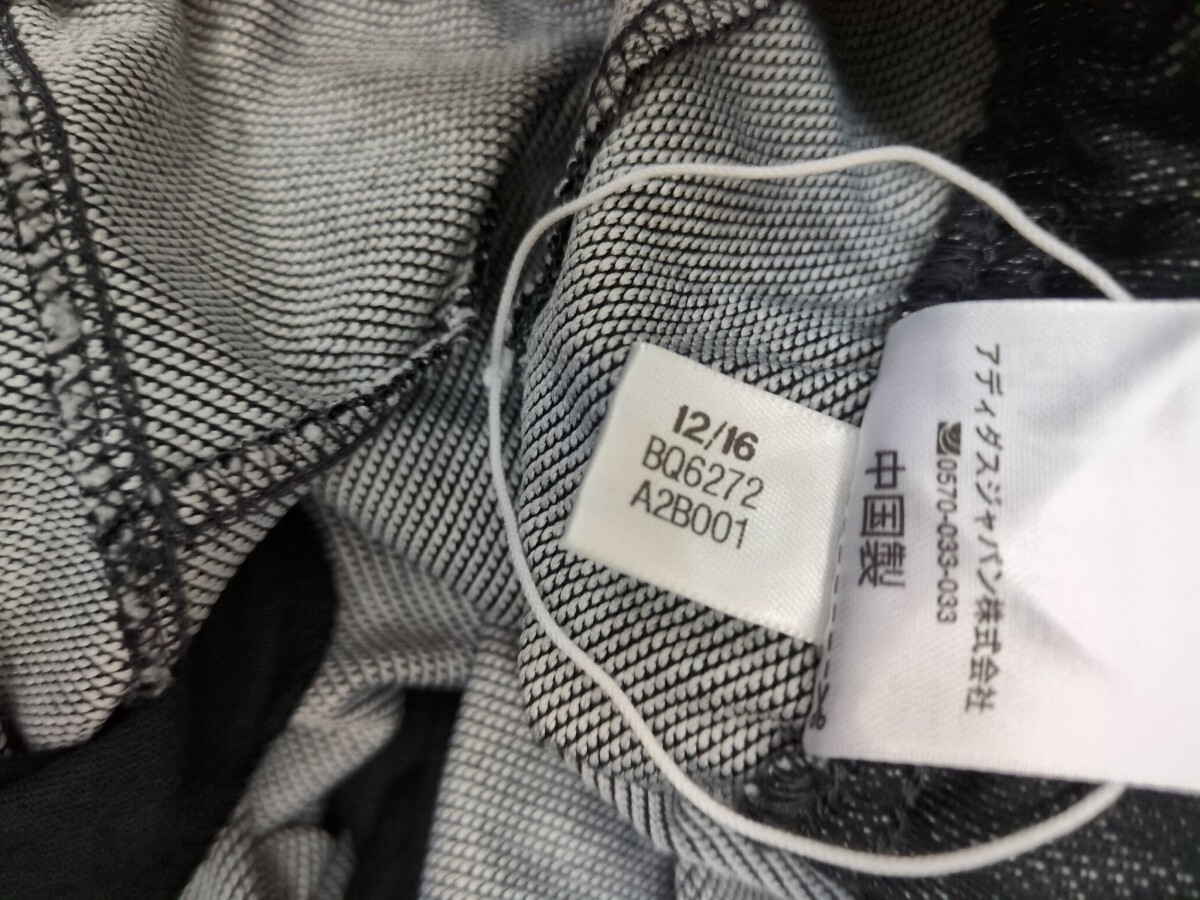 12/16
BQ6272
A2B001
アディダスジャパン株式会社
0570-033-033
中国製